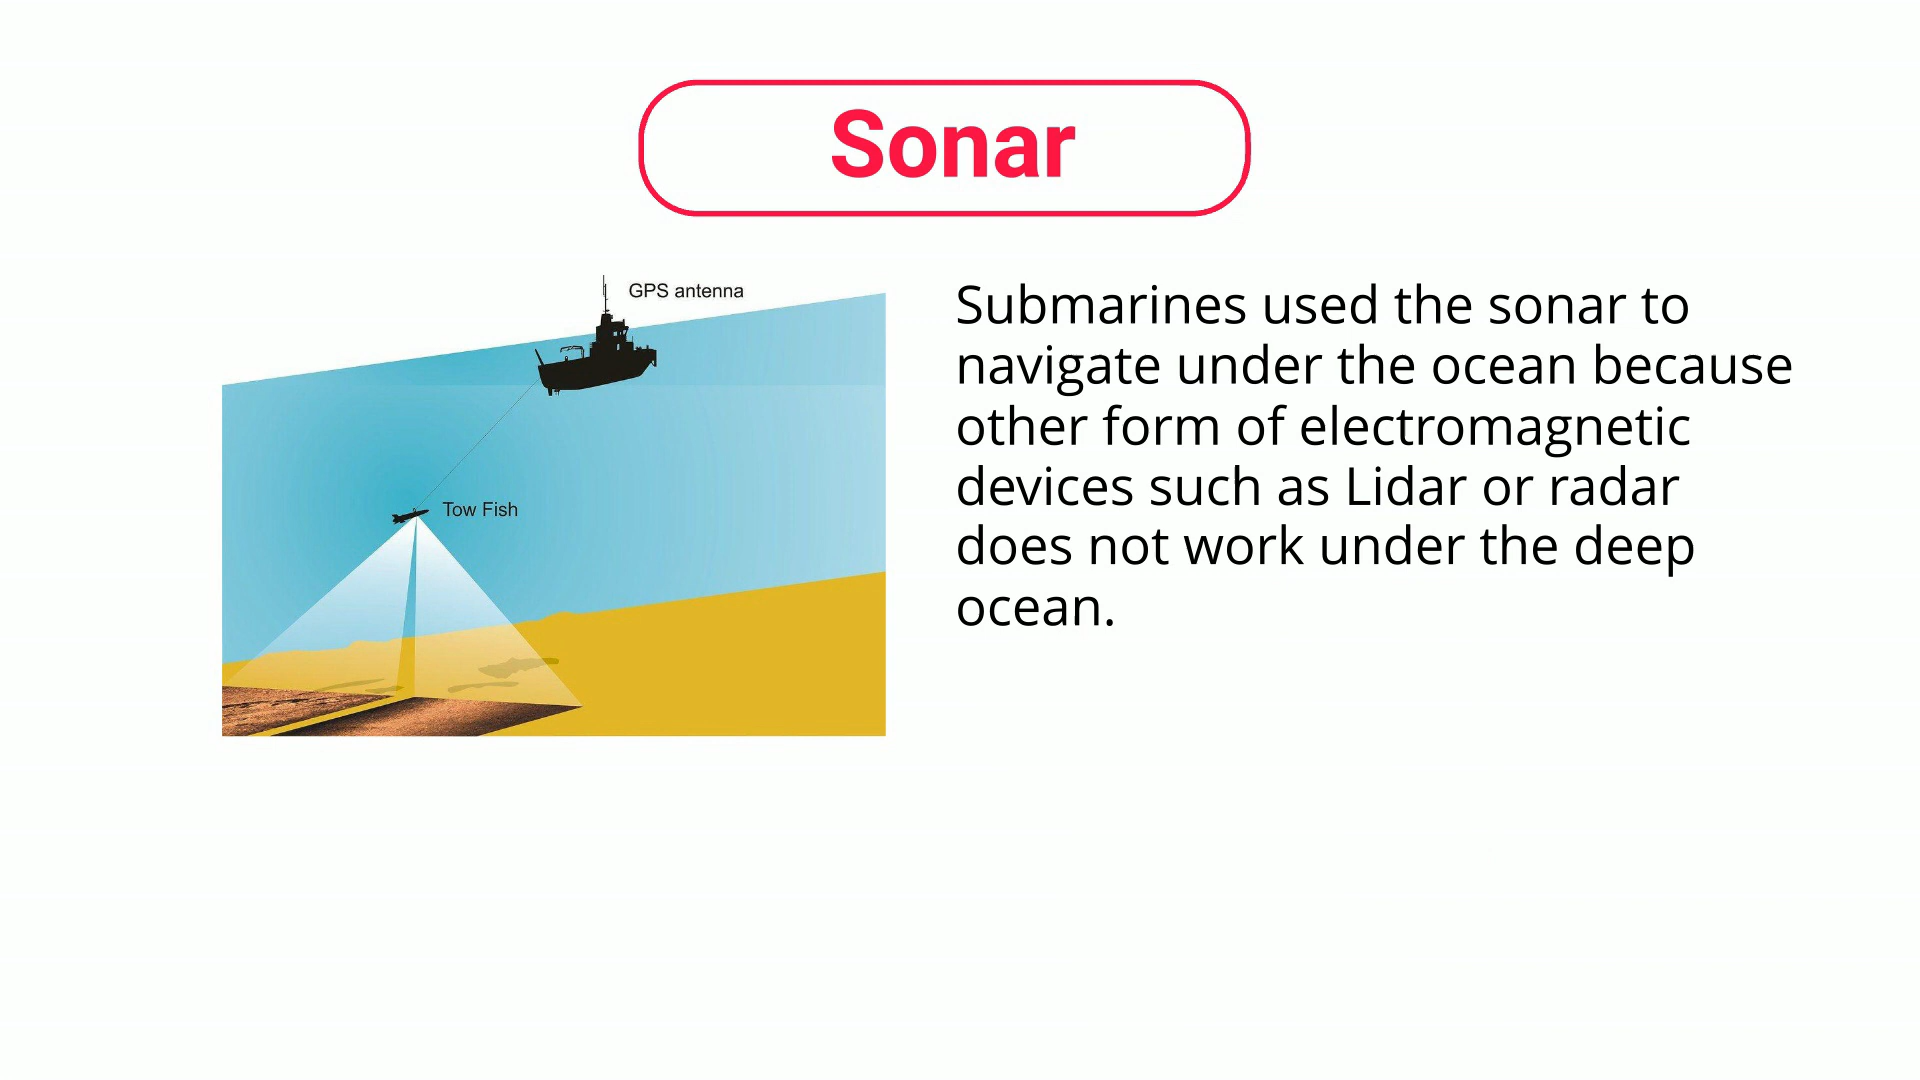 Sonar
GPS antenna
Tow Fish
Submarines used the sonar to
navigate under the ocean because
other form of electromagnetic
devices such as Lidar or radar
does not work under the deep
ocean.